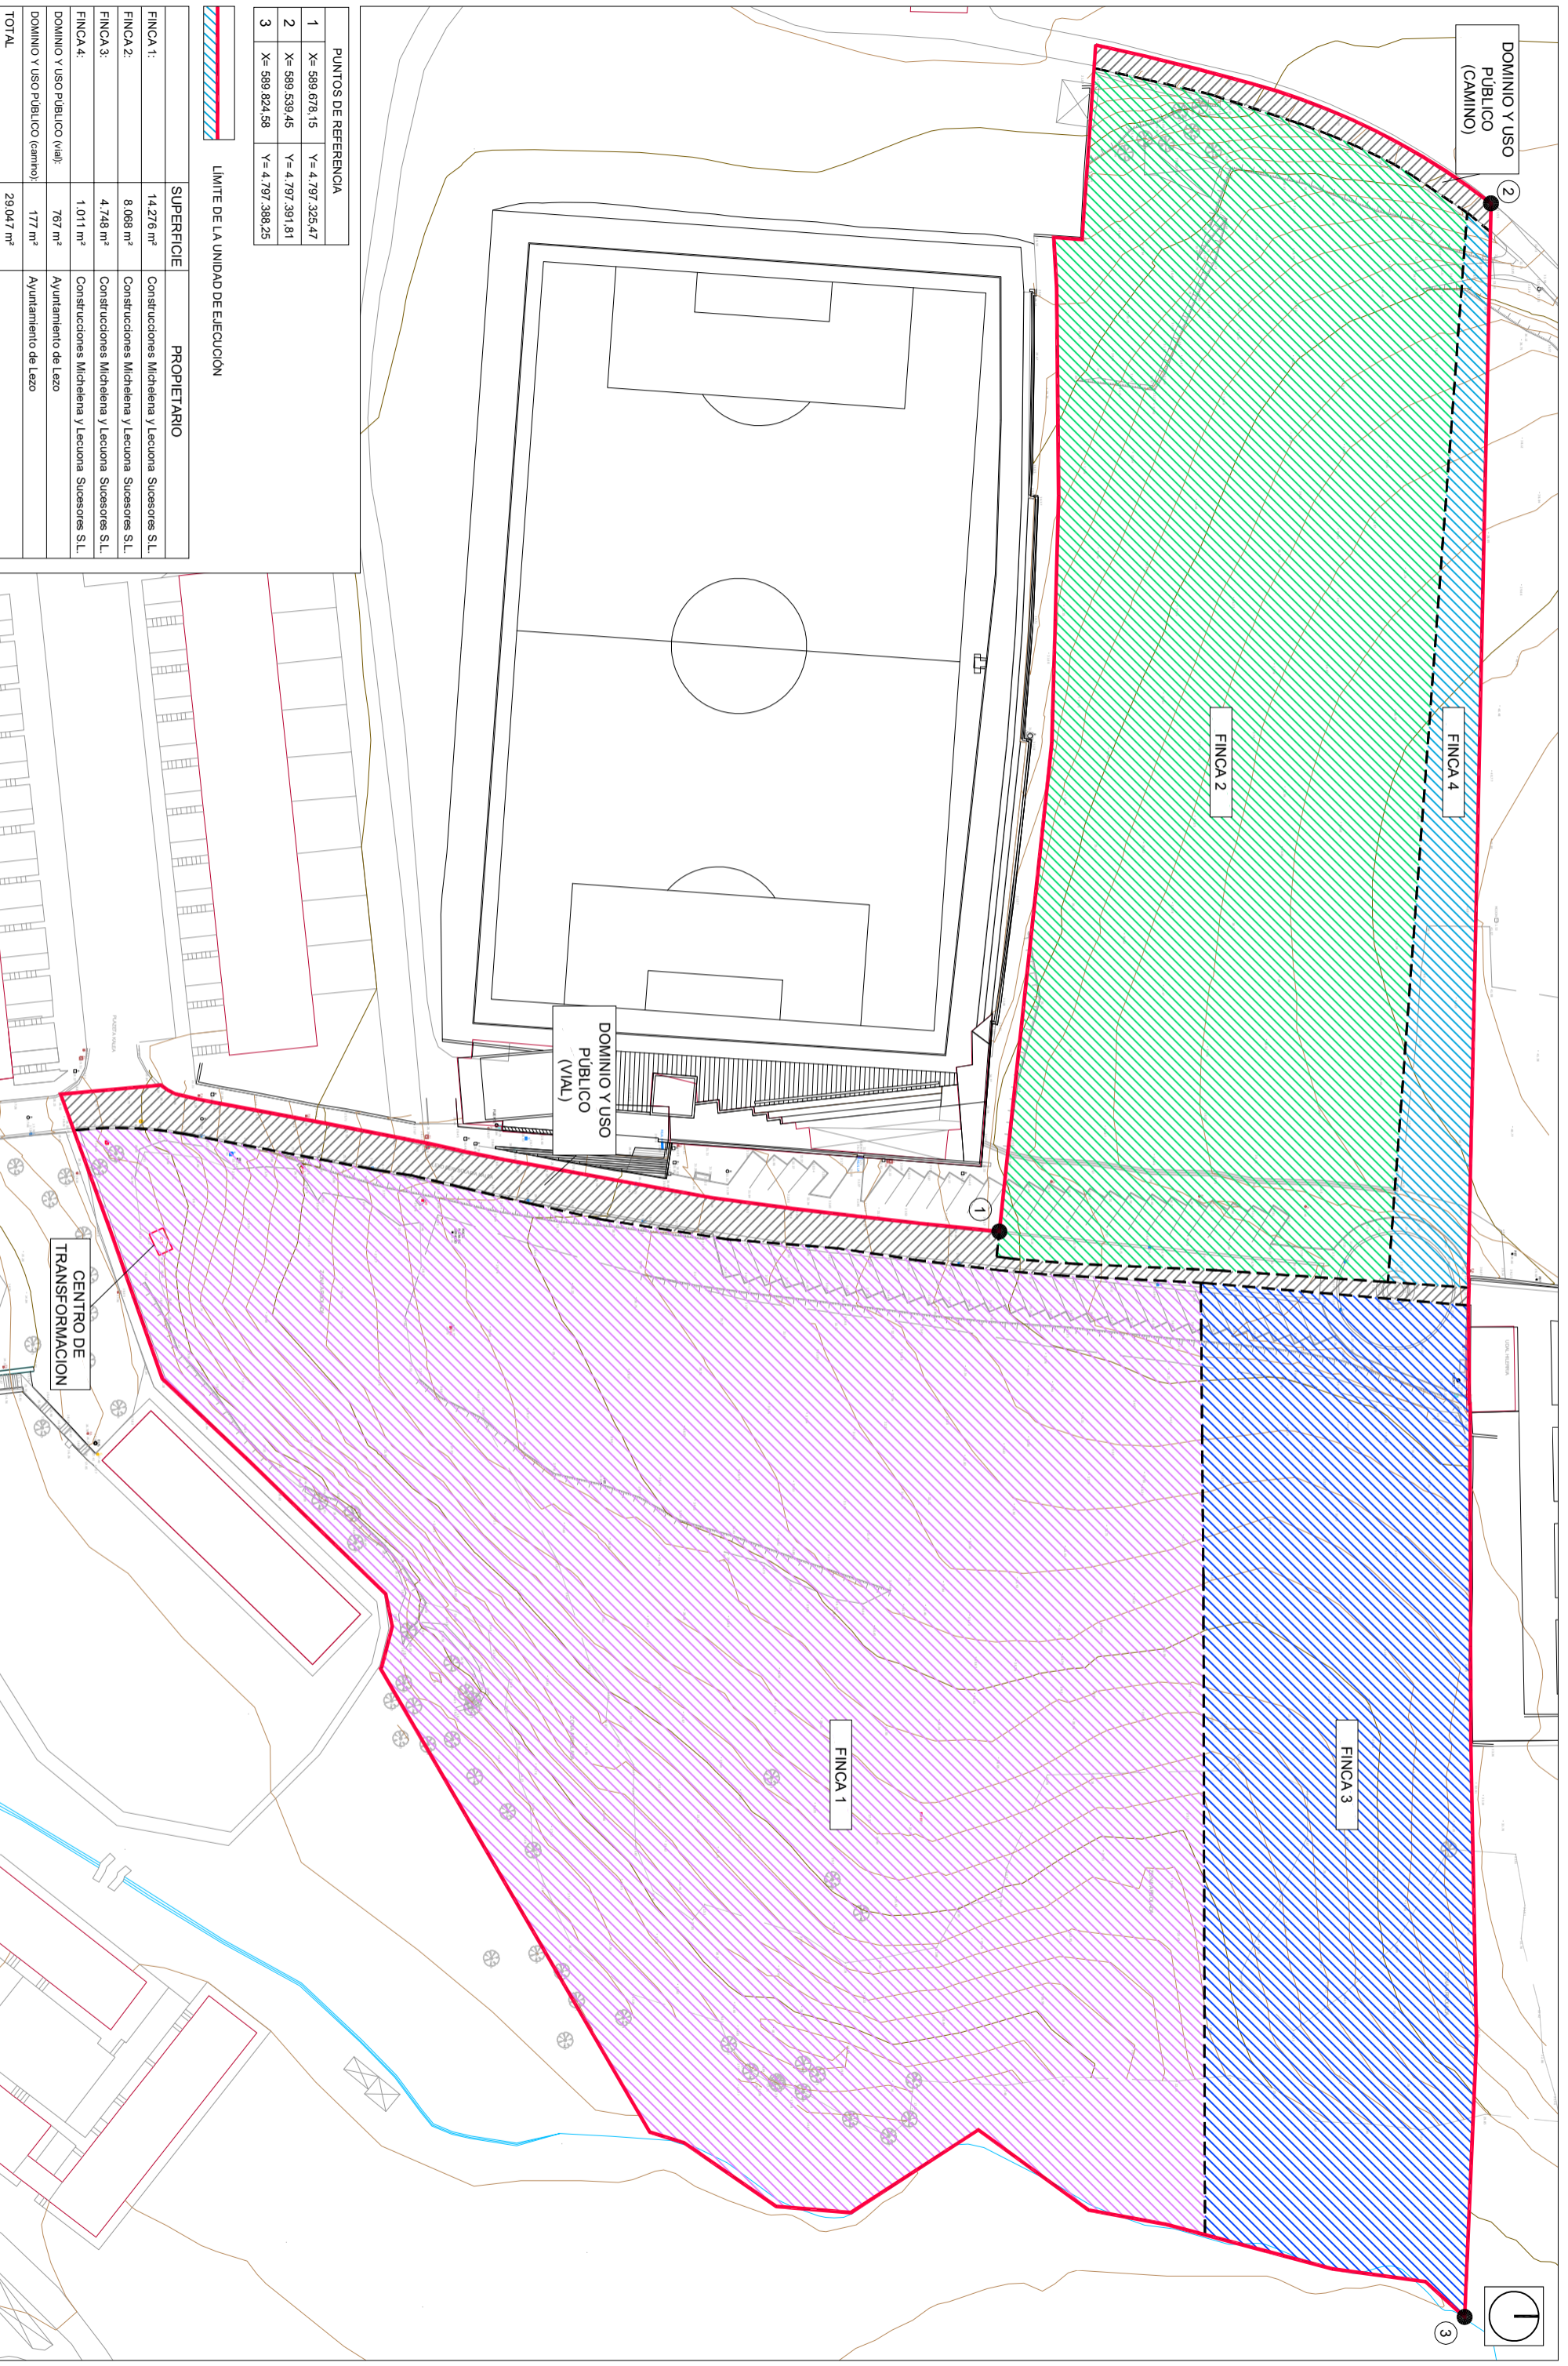 DOMINIO Y USO
PÚBLICO
(CAMINO)
2
FINCA 4
FINCA 2
FINCA 3
FINCA 1
3
1
DOMINIO Y USO
PÚBLICO
(VIAL)
CENTRO DE
TRANSFORMACION
PUNTOS DE REFERENCIA
1 X= 589.678,15 Y= 4.797.325,47
2 X= 589.539,45 Y= 4.797.391,81
3 X= 589.824,58 Y= 4.797.388,25
LÍMITE DE LA UNIDAD DE EJECUCIÓN
SUPERFICIE PROPIETARIO
FINCA 1: 14.276 m² Construcciones Michelena y Lecuona Sucesores S.L.
FINCA 2: 8.068 m² Construcciones Michelena y Lecuona Sucesores S.L.
FINCA 3: 4.748 m² Construcciones Michelena y Lecuona Sucesores S.L.
FINCA 4: 1.011 m² Construcciones Michelena y Lecuona Sucesores S.L.
DOMINIO Y USO PÚBLICO (vial): 767 m² Ayuntamiento de Lezo
DOMINIO Y USO PÚBLICO (camino): 177 m² Ayuntamiento de Lezo
TOTAL 29.047 m²